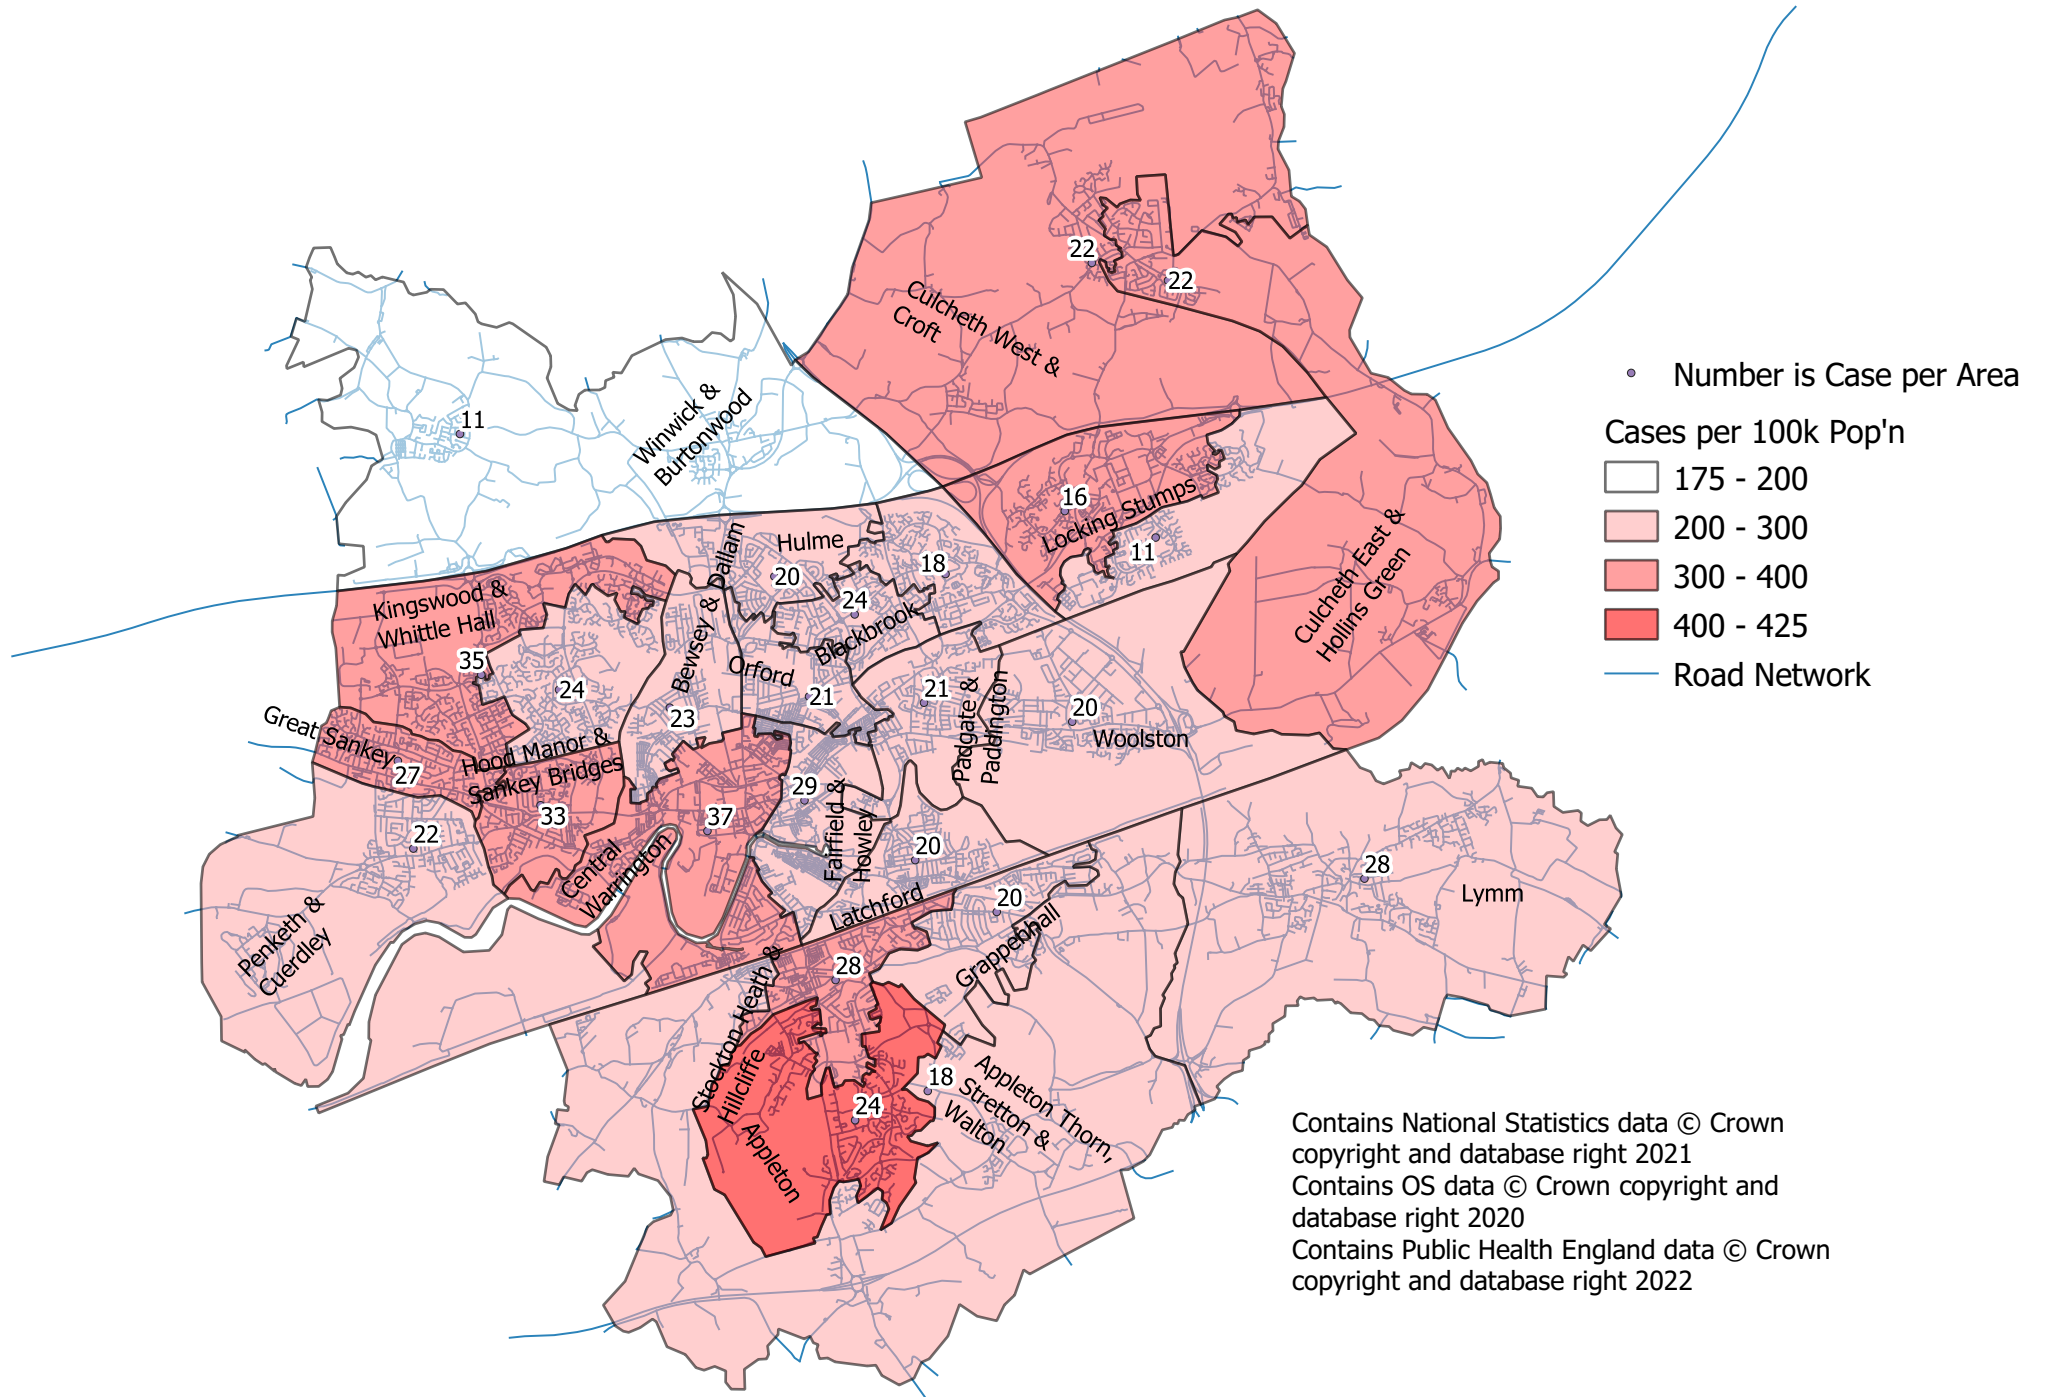 22
22
Culcheth West &
Croft
11
Winwick &
Burtonwood
16
Locking Stumps
11
Culcheth East &
Hollins Green
Hulme
20
18
24
Blackbrook
Kingswood &
Whittle Hall
35
24
Bewsey & Dallam
23
Orford
21
21
Padgate &
Paddington
20
Woolston
Great Sankey
27
Hood Manor &
Sankey Bridges
33
22
Penketh &
Cuerdley
37
Central
Warrington
29
Fairfield &
Howley
20
Latchford
20
Grappenhall
28
Lymm
28
Stockton Heath &
Hillcliffe
24
Appleton
18
Appleton Thorn,
Stretton &
Walton
Number is Case per Area
Cases per 100k Pop'n
175 - 200
200 - 300
300 - 400
400 - 425
Road Network
Contains National Statistics data © Crown
copyright and database right 2021
Contains OS data © Crown copyright and
database right 2020
Contains Public Health England data © Crown
copyright and database right 2022